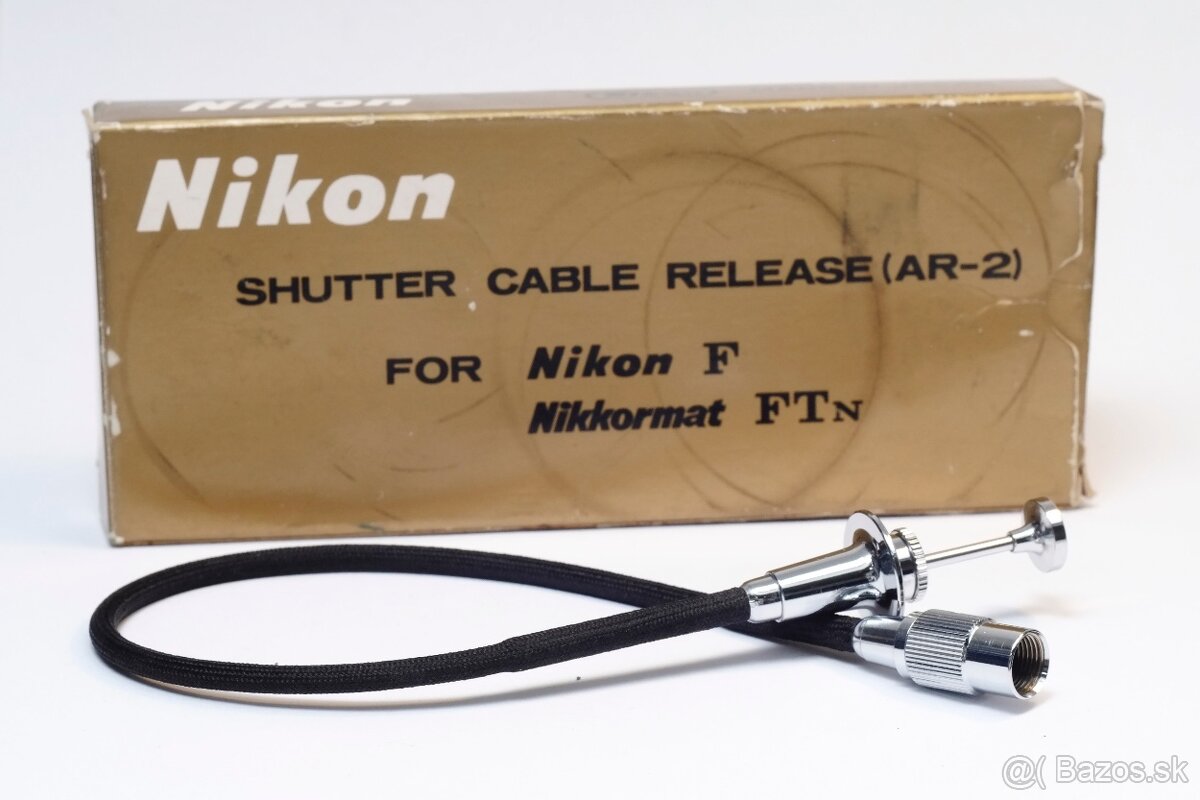 Nikon
Nikon
SHUTTER CABLE RELEASE (AR-2)
FOR Nikon F
Nikkormat FTN
@( Bazos.sk